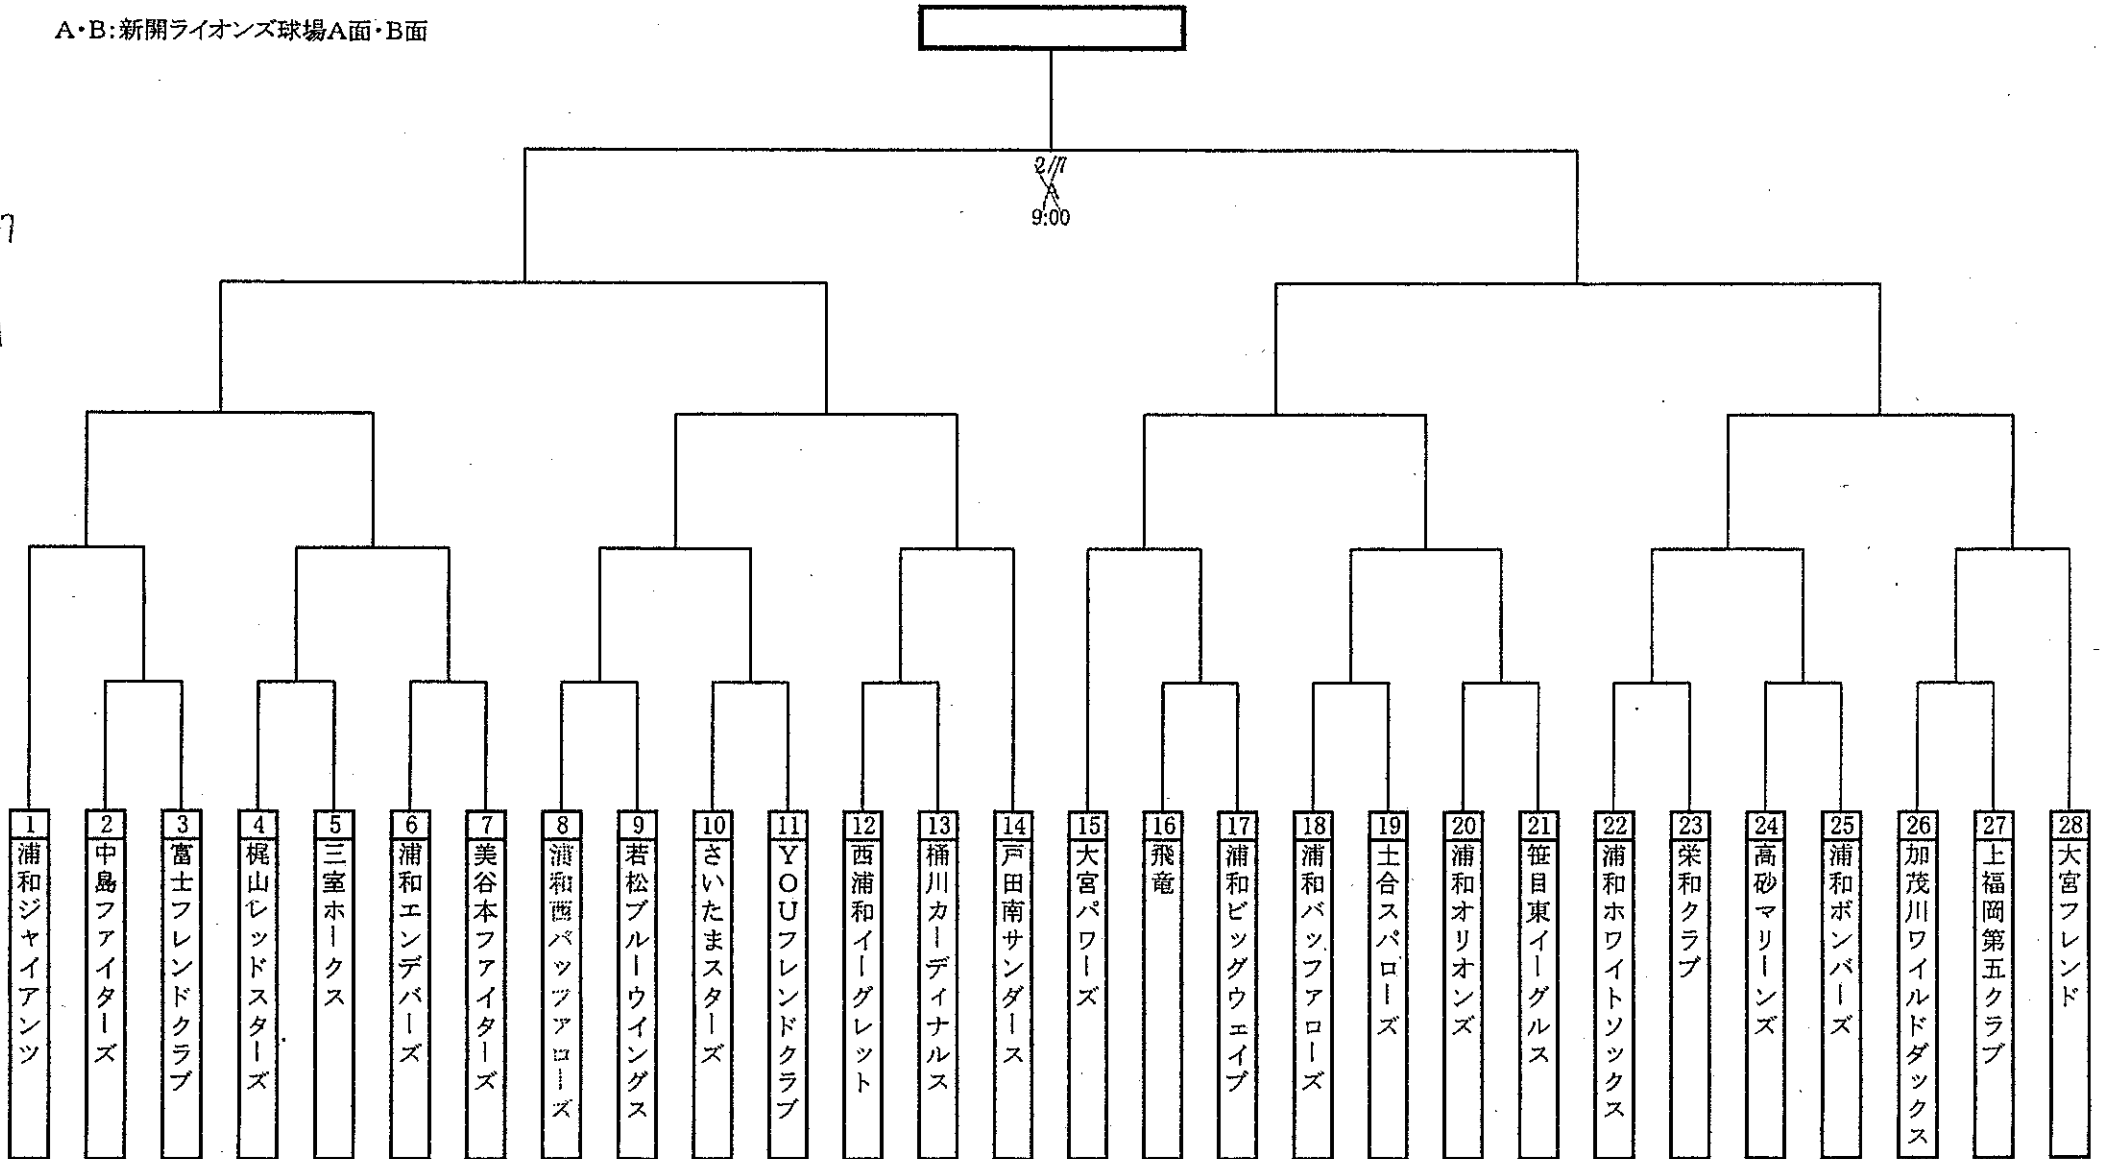 A・B:新開ライオンズ球場A面・B面
2/7
A
9:00
1
浦和ジャイアンツ
2
中島ファイターズ
3
富士フレンドクラブ
4
梶山レッドスターズ
5
三室ホークス
6
浦和エンデバーズ
7
美谷本ファイターズ
8
浦和西バッファローズ
9
若松ブルーウイングス
10
さいたまスターズ
11
YOUフレンドクラブ
12
西浦和イーグレット
13
桶川カーディナルス
14
戸田南サンダース
15
大宮パワーズ
16
飛竜
17
浦和ビッグウェイブ
18
浦和バッファローズ
19
土合スパローズ
20
浦和オリオンズ
21
笹目東イーグルス
22
浦和ホワイトソックス
23
栄和クラブ
24
高砂マリーンズ
25
浦和ボンバーズ
26
加茂川ワイルドダックス
27
上福岡第五クラブ
28
大宮フレンド